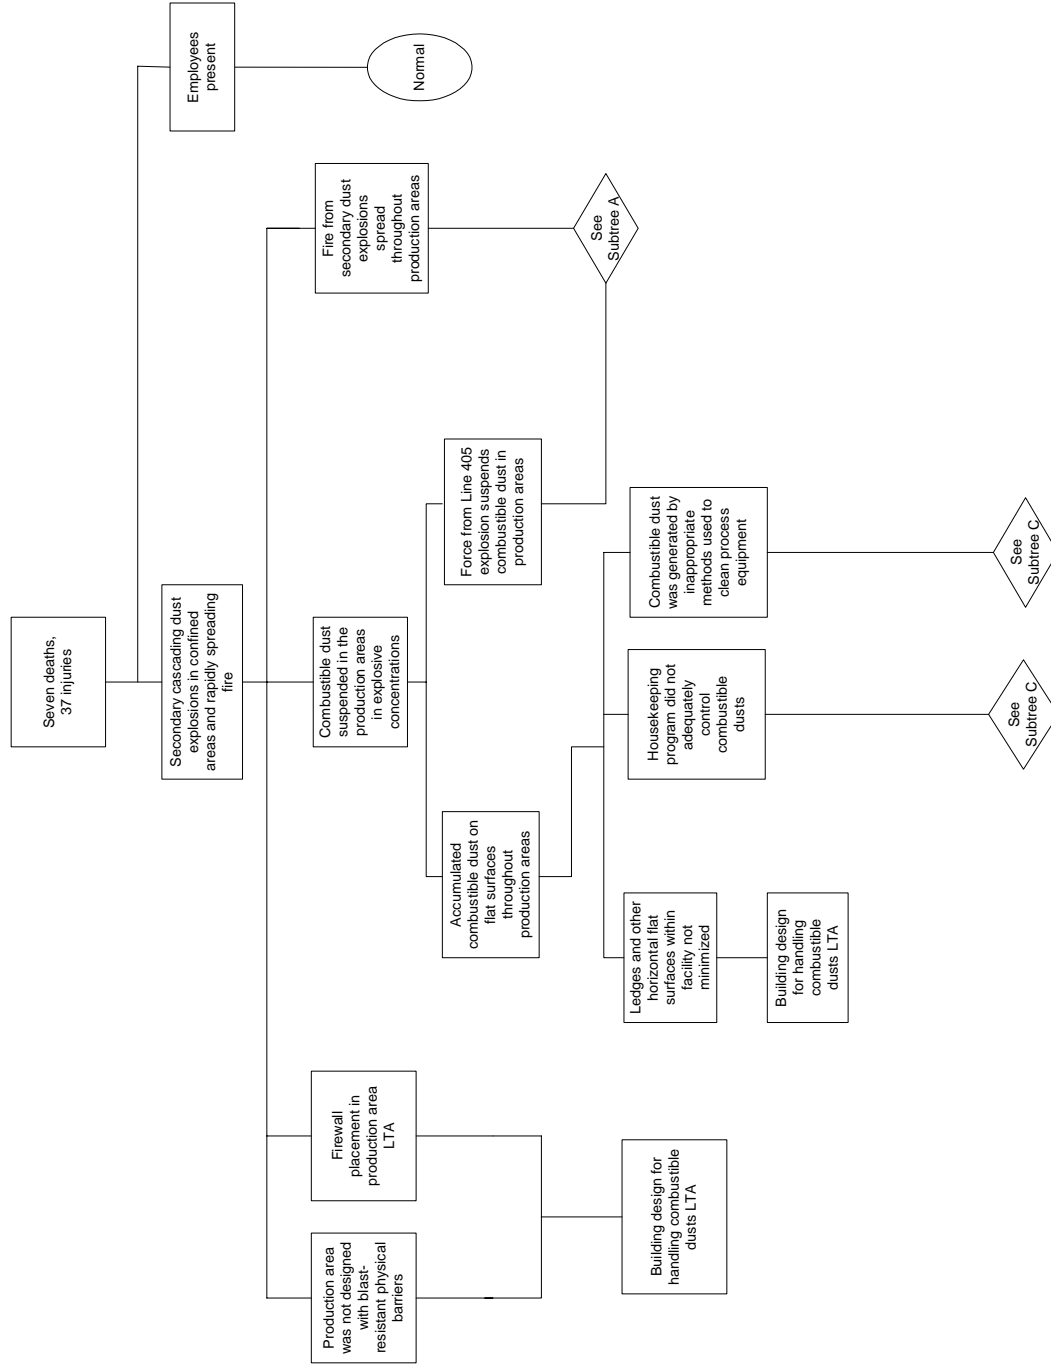 Seven deaths,
37 injuries
Secondary cascading dust
explosions in confined
areas and rapidly spreading
fire
Employees
present
Normal
Production area
was not designed
with blast-
resistant physical
barriers
Firewall
placement in
production area
LTA
Combustible dust
suspended in the
production areas
in explosive
concentrations
Fire from
secondary dust
explosions
spread
throughout
production areas
Accumulated
combustible dust on
flat surfaces
throughout
production areas
Force from Line 405
explosion suspends
combustible dust in
production areas
See
Subtree A
Building design for
handling combustible
dusts LTA
Ledges and other
horizontal flat
surfaces within
facility not
minimized
Housekeeping
program did not
adequately
control
combustible
dusts
Combustible dust
was generated by
inappropriate
methods used to
clean process
equipment
Building design
for handling
combustible
dusts LTA
See
Subtree C
See
Subtree C